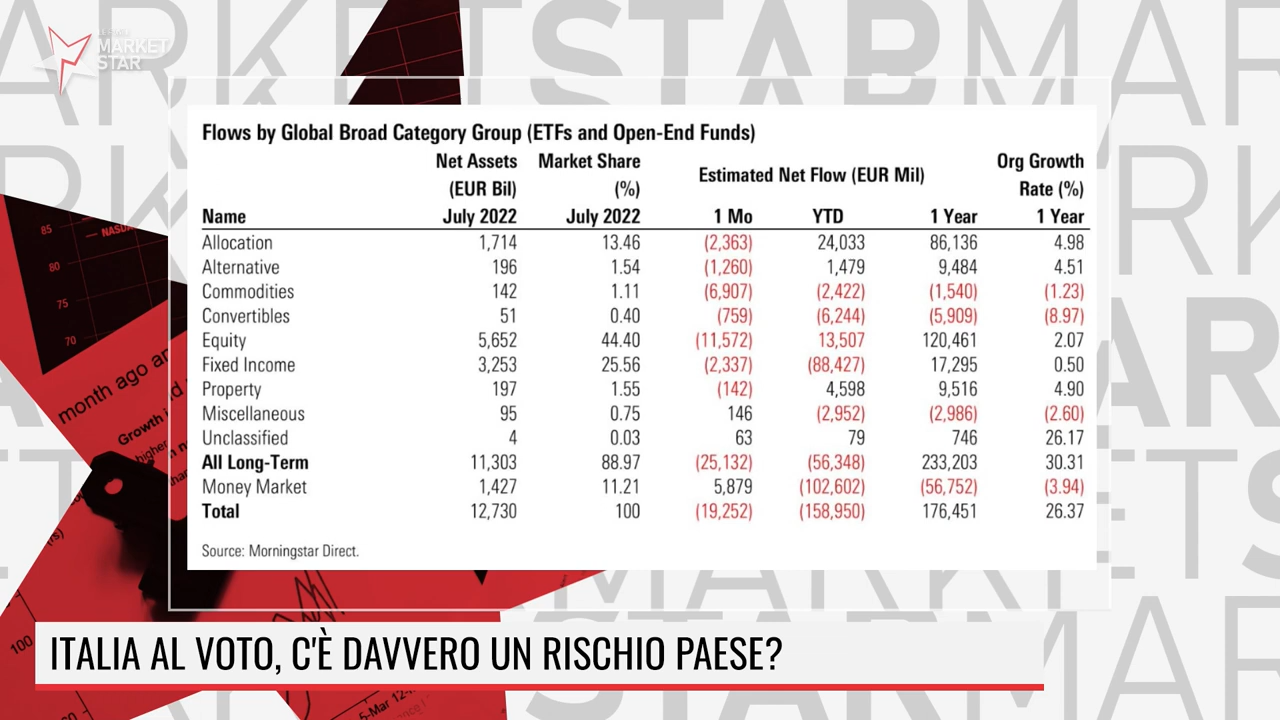 MARKET STAR
Flows by Global Broad Category Group (ETFs and Open-End Funds)
Net Assets Market Share Org Growth
(EUR Bil) (%) Estimated Net Flow (EUR Mil) Rate (%)
Name July 2022 July 2022 1 Mo YTD 1 Year 1 Year
Allocation 1,714 13.46 (2,363) 24,033 86,136 4.98
Alternative 196 1.54 (1,260) 1,479 9,484 4.51
Commodities 142 1.11 (6,907) (2,422) (1,540) (1.23)
Convertibles 51 0.40 (759) (6,244) (5,909) (8.97)
Equity 5,652 44.40 (11,572) 13,507 120,461 2.07
Fixed Income 3,253 25.56 (2,337) (88,427) 17,295 0.50
Property 197 1.55 (142) 4,598 9,516 4.90
Miscellaneous 95 0.75 146 (2,952) (2,986) (2.60)
Unclassified 4 0.03 63 79 746 26.17
All Long-Term 11,303 88.97 (25,132) (56,348) 233,203 30.31
Money Market 1,427 11.21 5,879 (102,602) (56,752) (3.94)
Total 12,730 100 (19,252) (158,950) 176,451 26.37
Source: Morningstar Direct.
85
80
75
70
month ago
Growth
100
5-Mar
ITALIA AL VOTO, C'È DAVVERO UN RISCHIO PAESE?